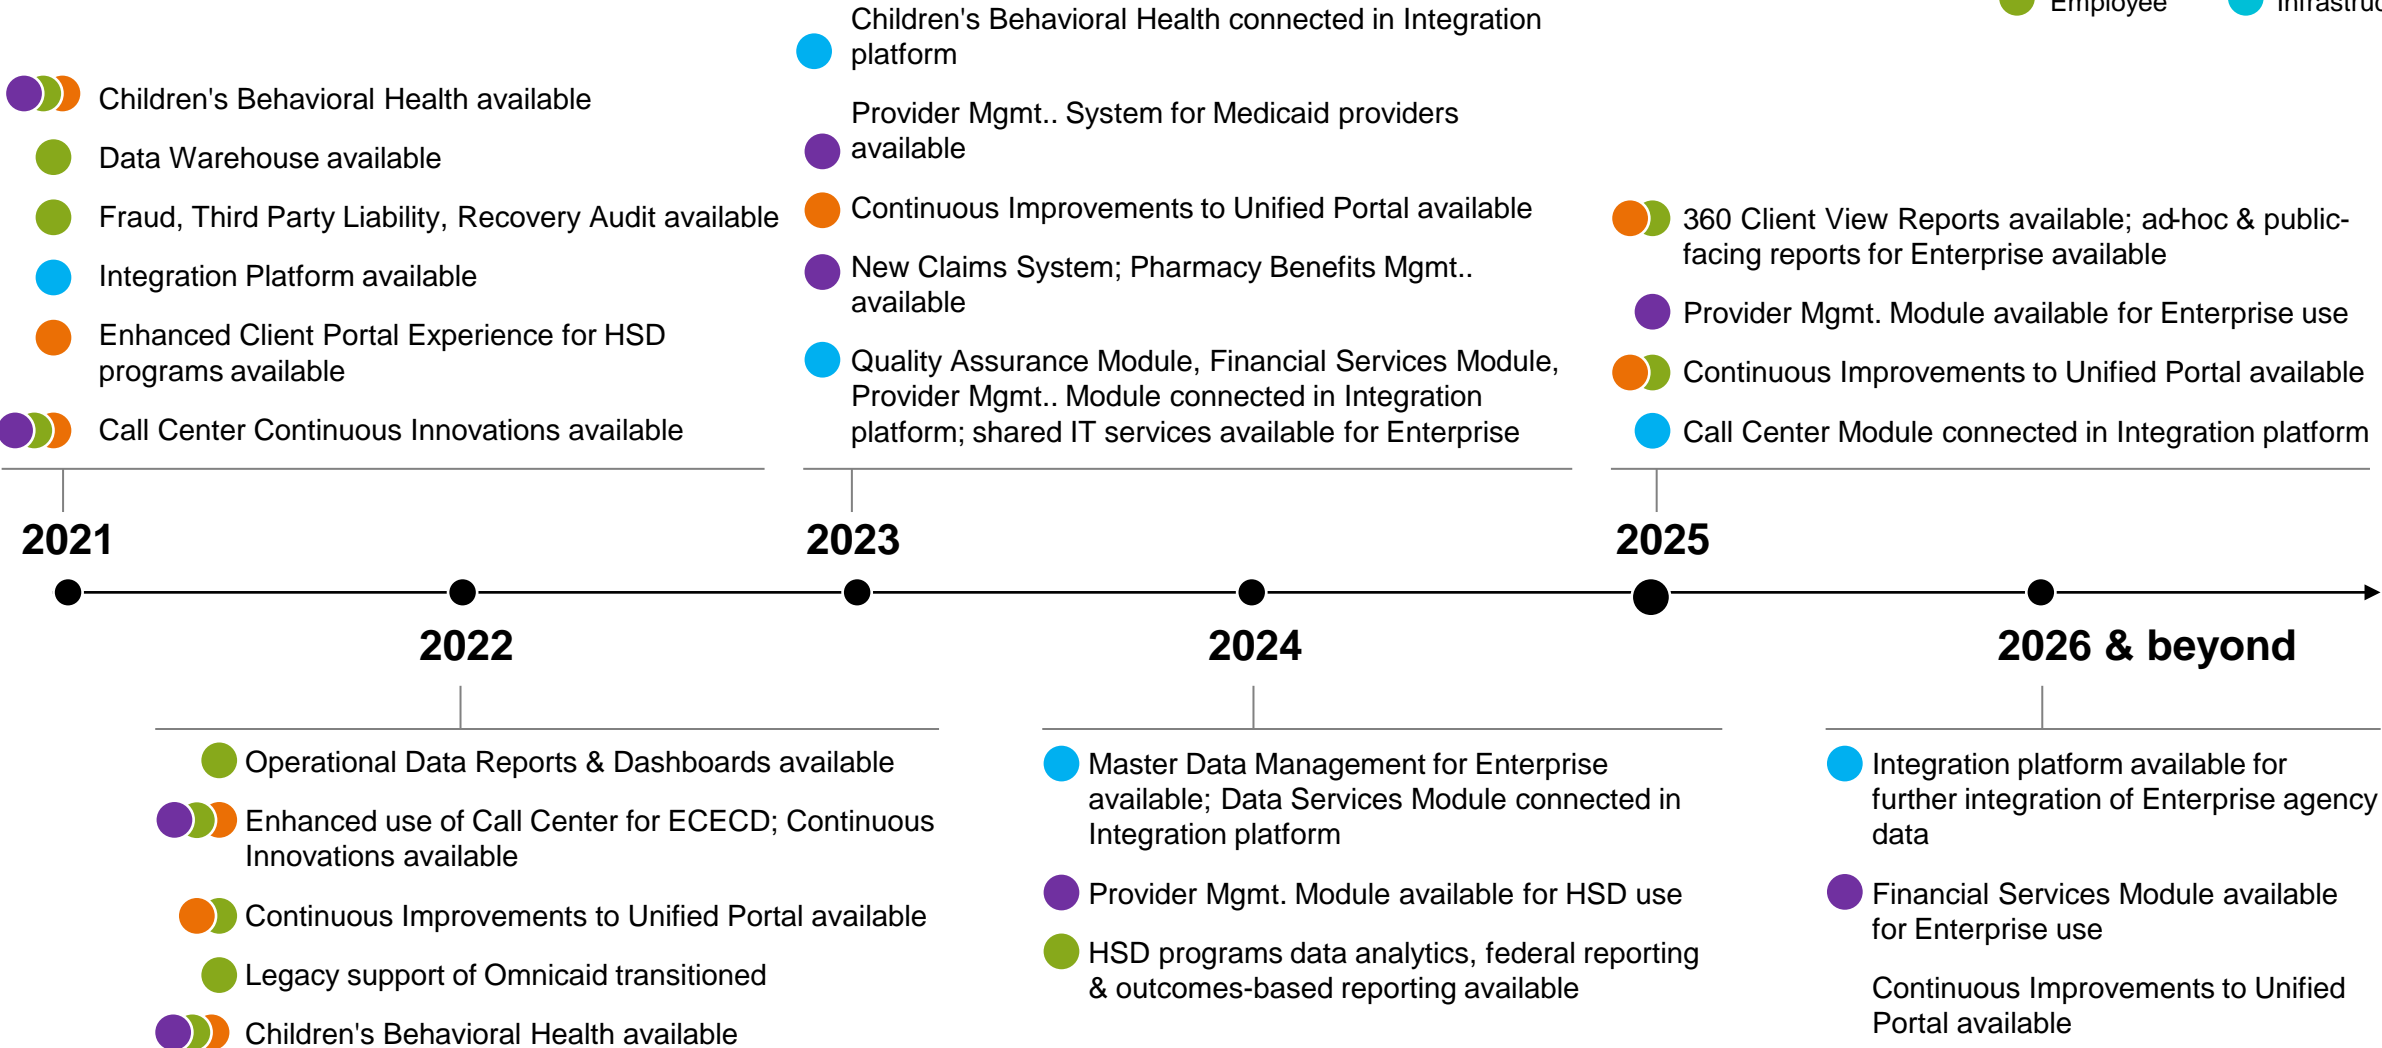 Employee
Children's Behavioral Health available
Data Warehouse available
Fraud, Third Party Liability, Recovery Audit available
Integration Platform available
Enhanced Client Portal Experience for HSD
programs available
Call Center Continuous Innovations available
Children's Behavioral Health connected in Integration
platform
Provider Mgmt.. System for Medicaid providers
available
Continuous Improvements to Unified Portal available
New Claims System; Pharmacy Benefits Mgmt..
available
Quality Assurance Module, Financial Services Module,
Provider Mgmt.. Module connected in Integration
platform; shared IT services available for Enterprise
360 Client View Reports available; ad-hoc & public-
facing reports for Enterprise available
Provider Mgmt. Module available for Enterprise use
Continuous Improvements to Unified Portal available
Call Center Module connected in Integration platform
2021
2023
2025
2022
2024
2026 & beyond
Operational Data Reports & Dashboards available
Enhanced use of Call Center for ECECD; Continuous
Innovations available
Continuous Improvements to Unified Portal available
Legacy support of Omnicaid transitioned
Children's Behavioral Health available
Master Data Management for Enterprise
available; Data Services Module connected in
Integration platform
Provider Mgmt. Module available for HSD use
HSD programs data analytics, federal reporting
& outcomes-based reporting available
Integration platform available for
further integration of Enterprise agency
data
Financial Services Module available
for Enterprise use
Continuous Improvements to Unified
Portal available